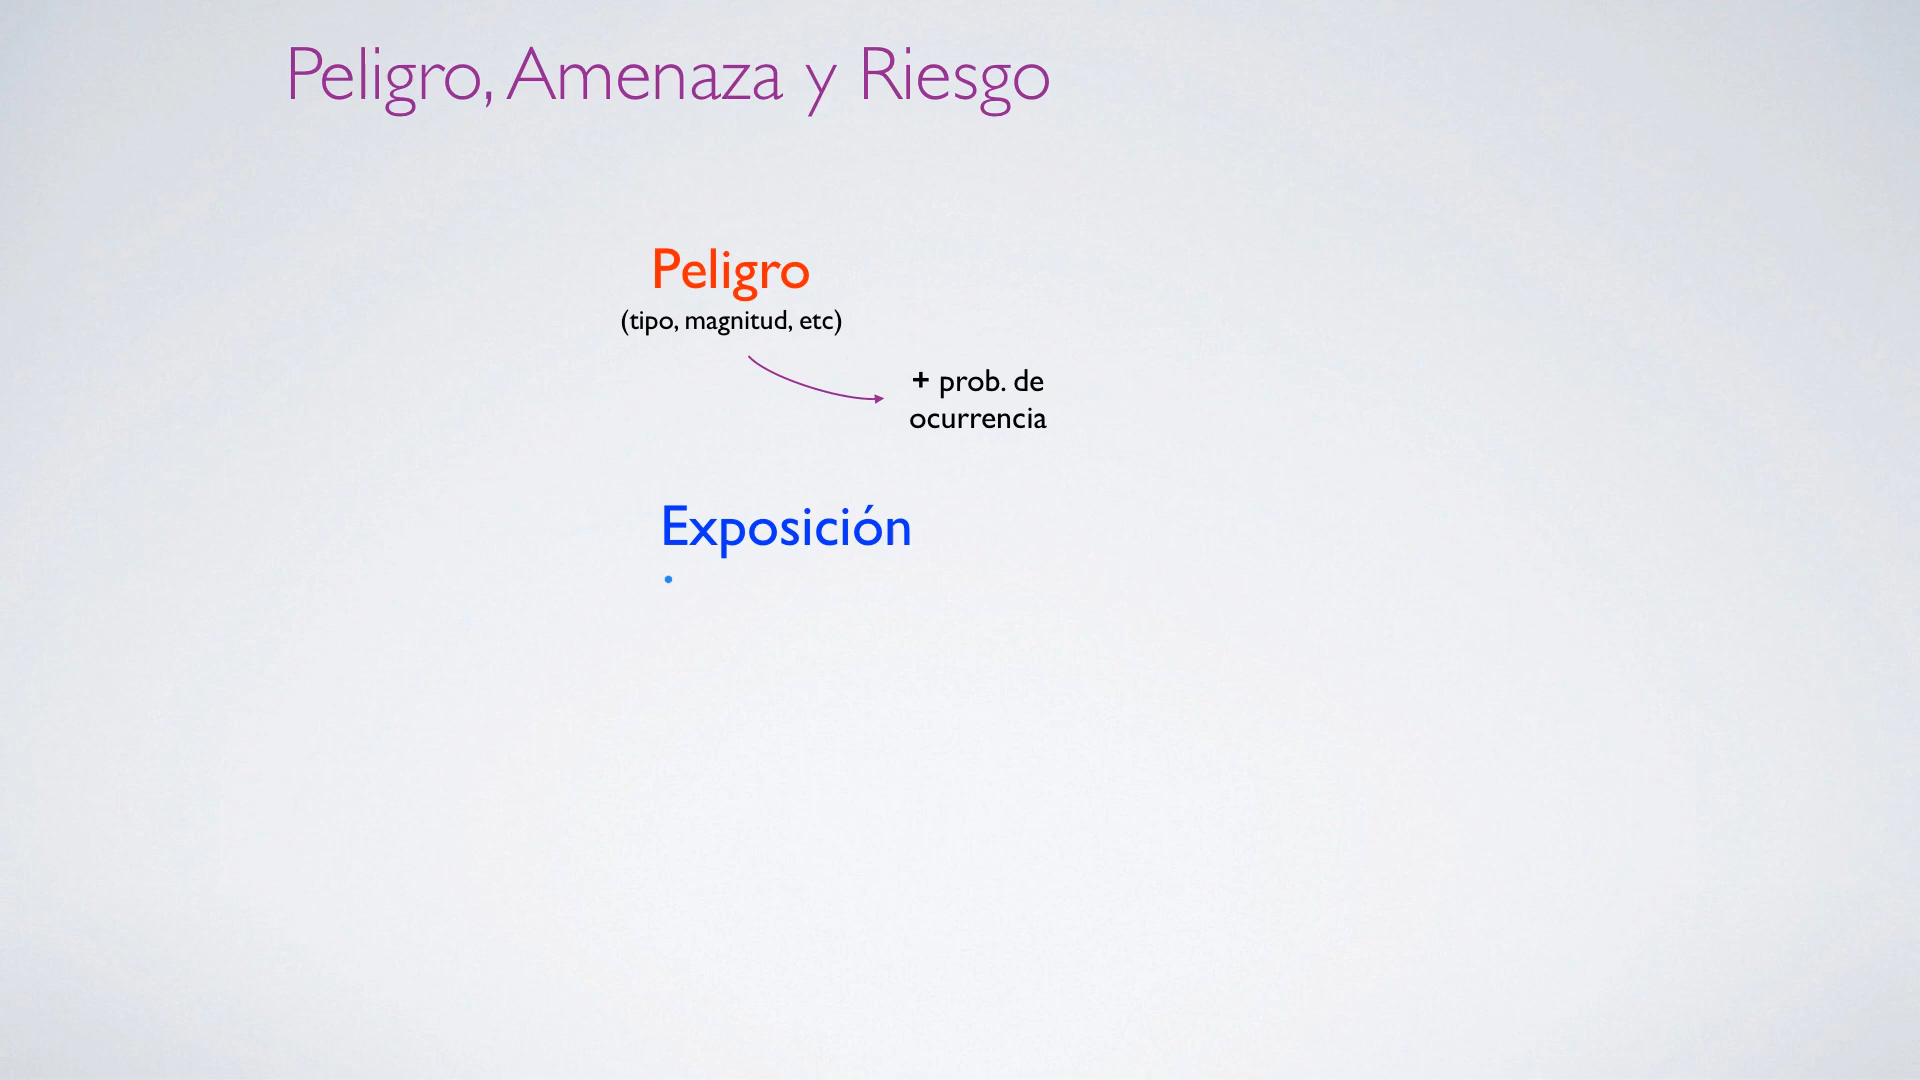 Peligro, Amenaza y Riesgo
Peligro
(tipo, magnitud, etc)
+ prob. de
ocurrencia
Exposición